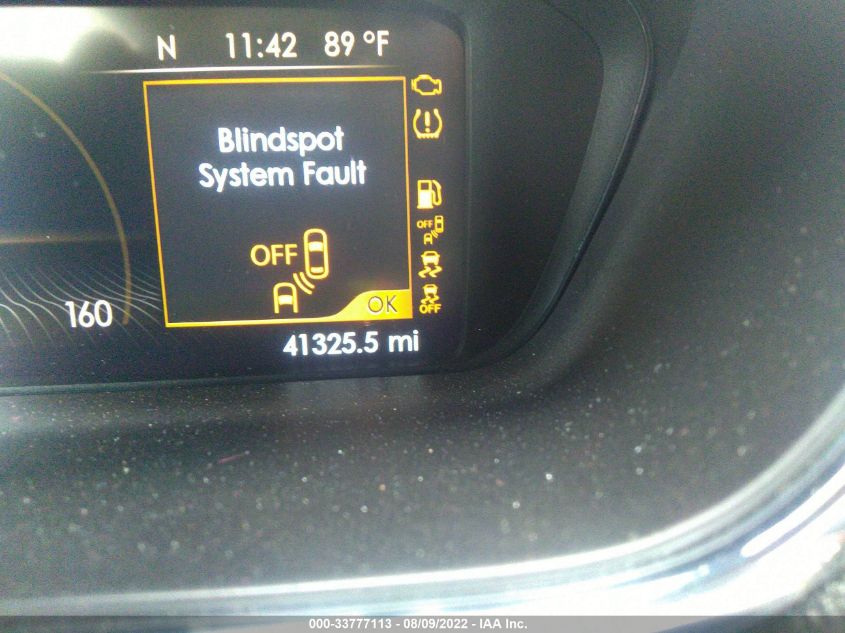 N 11:42 89 °F
Blindspot
System Fault
OFF
OFF
OK
OFF
160
41325.5 mi
000-33777113 - 08/09/2022 - IAA Inc.